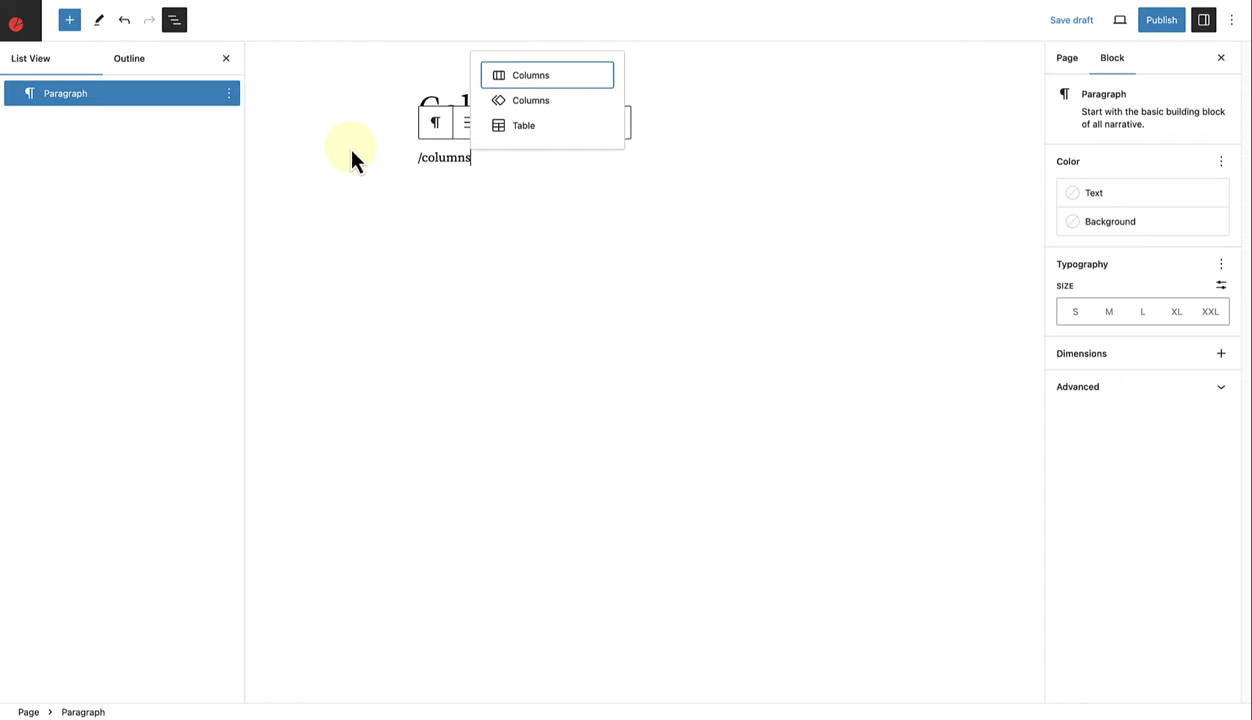 Save draft
Publish
List View
Outline
Page
Block
Paragraph
Columns
Columns
Table
/columns
Paragraph
Start with the basic building block
of all narrative.
Color
Text
Background
Typography
SIZE
S M L XL XXL
Dimensions
Advanced
Page > Paragraph